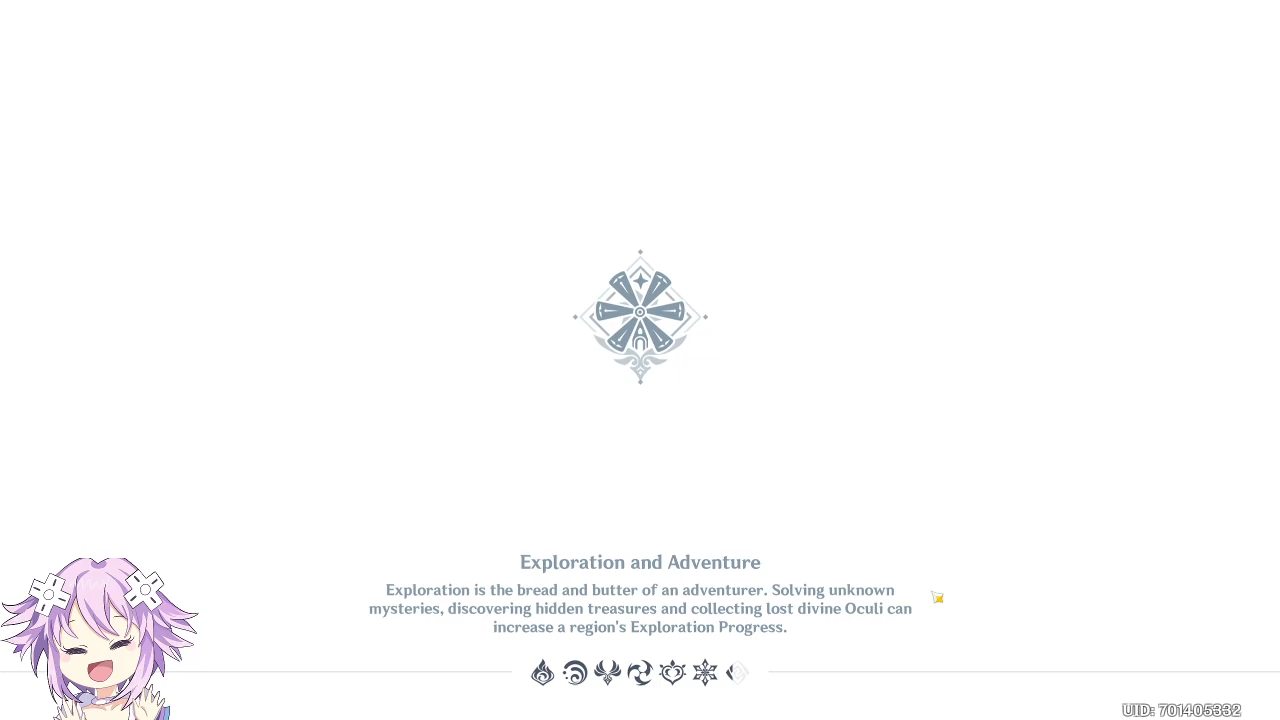 Exploration and Adventure
Exploration is the bread and butter of an adventurer. Solving unknown
mysteries, discovering hidden treasures and collecting lost divine Oculi can
increase a region's Exploration Progress.
UID: 701405332